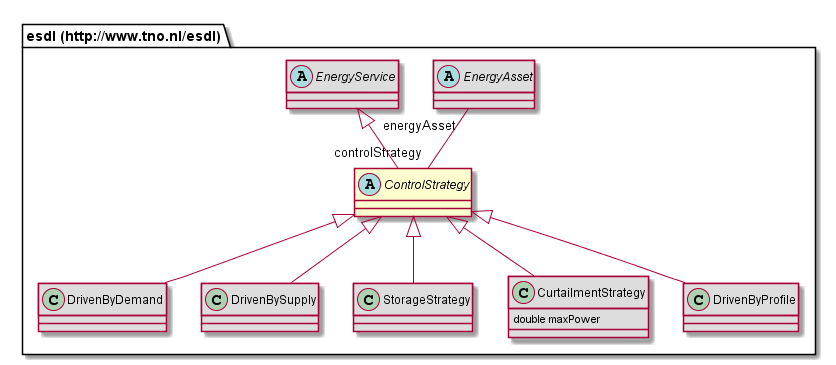 esdl (http://www.tno.nl/esdl)
A EnergyService
A EnergyAsset
energyAsset
controlStrategy
A ControlStrategy
C DrivenByDemand
C DrivenBySupply
C StorageStrategy
C CurtailmentStrategy
double maxPower
C DrivenByProfile